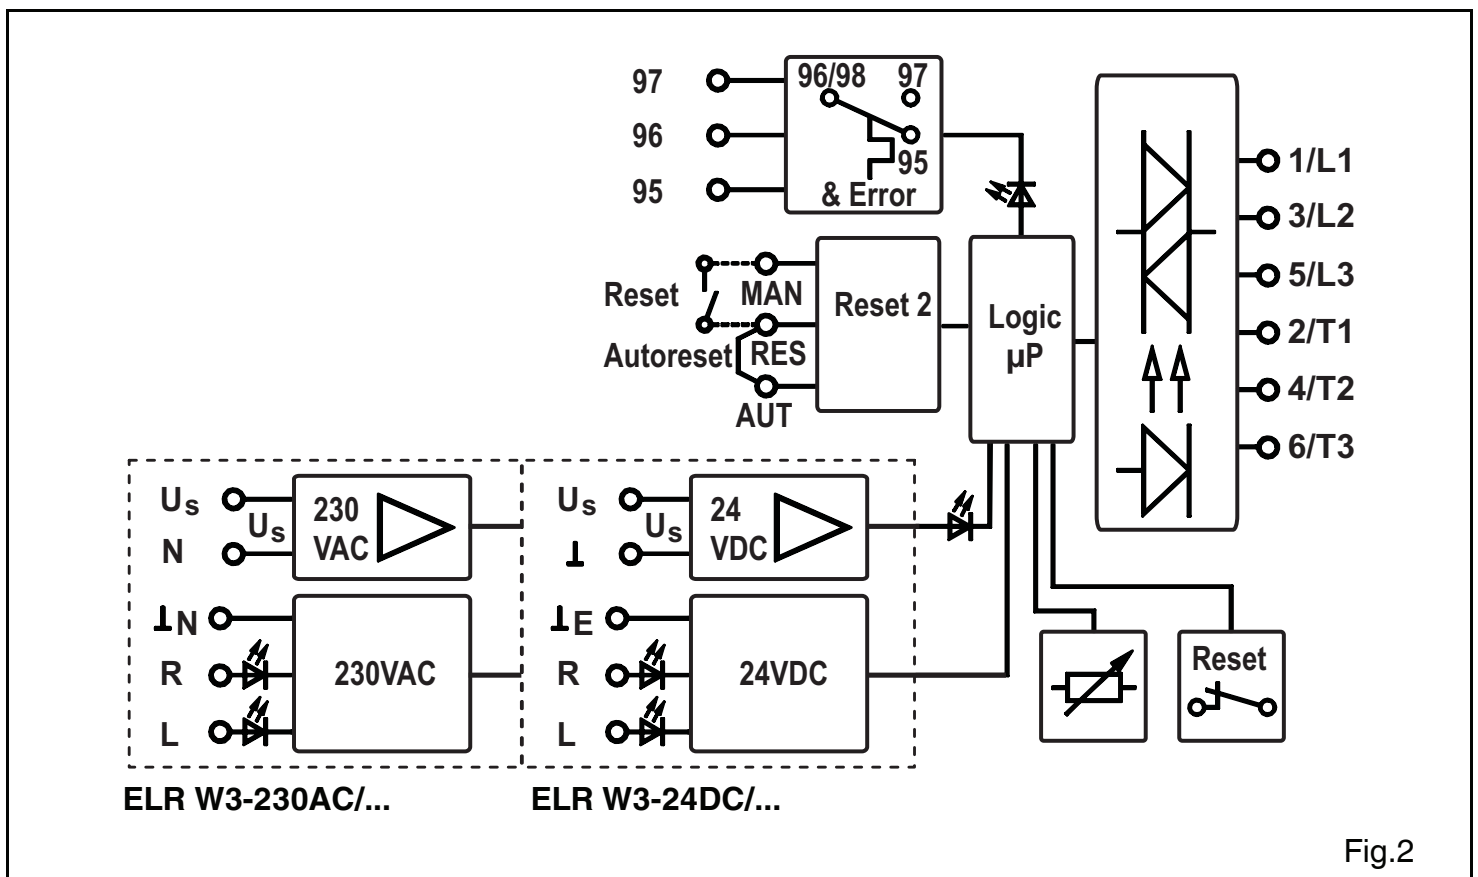 97
96
95
96/98 97
95
& Error
Reset
MAN
Autoreset
RES
AUT
Reset 2
Logic
µP
1/L1
3/L2
5/L3
2/T1
4/T2
6/T3
Us
Us
N
230
VAC
⊥N
R
L
230VAC
Us
Us
⊥
24
VDC
⊥E
R
L
24VDC
Reset
ELR W3-230AC/...
ELR W3-24DC/...
Fig.2